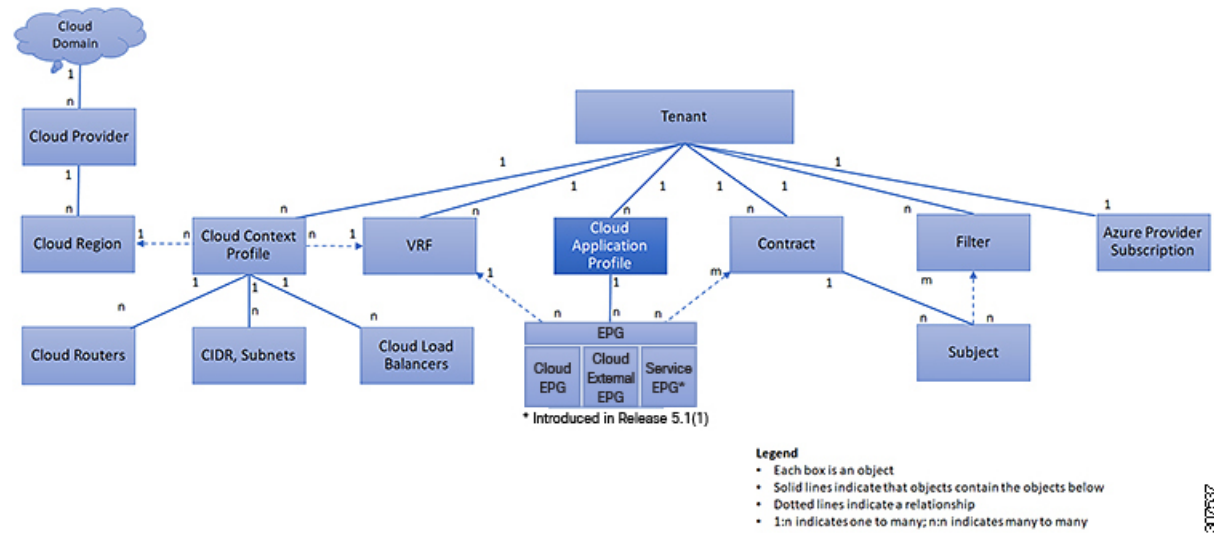 Cloud
Domain
1
n
Cloud Provider
Tenant
1
1
1
1
1
1
1
n
n
n
n
n
n
1
Cloud Region
1
n
Cloud Context
Profile
n
1
VRF
Cloud
Application
Profile
Contract
Filter
Azure Provider
Subscription
1
1
1
1
1
m
1
m
n
n
n
n
n
n
n
n
Cloud Routers
CIDR, Subnets
Cloud Load
Balancers
EPG
Cloud
EPG
Cloud
External
EPG
Service
EPG*
Subject
* Introduced in Release 5.1(1)
Legend
• Each box is an object
• Solid lines indicate that objects contain the objects below
• Dotted lines indicate a relationship
• 1:n indicates one to many; n:n indicates many to many
307537